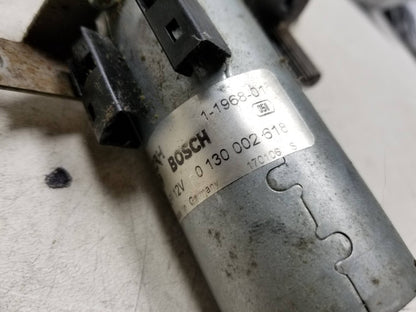 1-1968-01
BOSCH
12V 0 130 002 618
170106 S
Germany